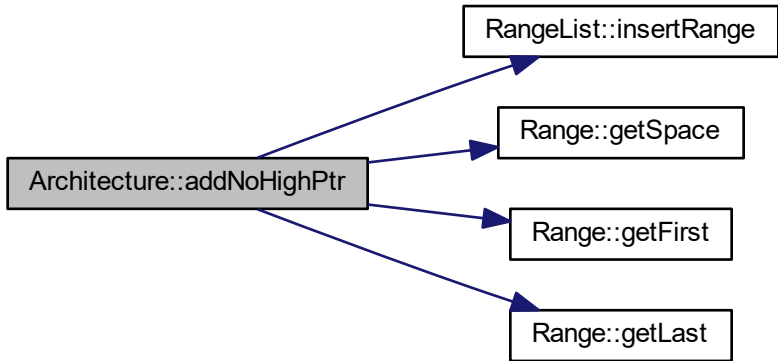 RangeList::insertRange
Range::getSpace
Architecture::addNoHighPtr
Range::getFirst
Range::getLast